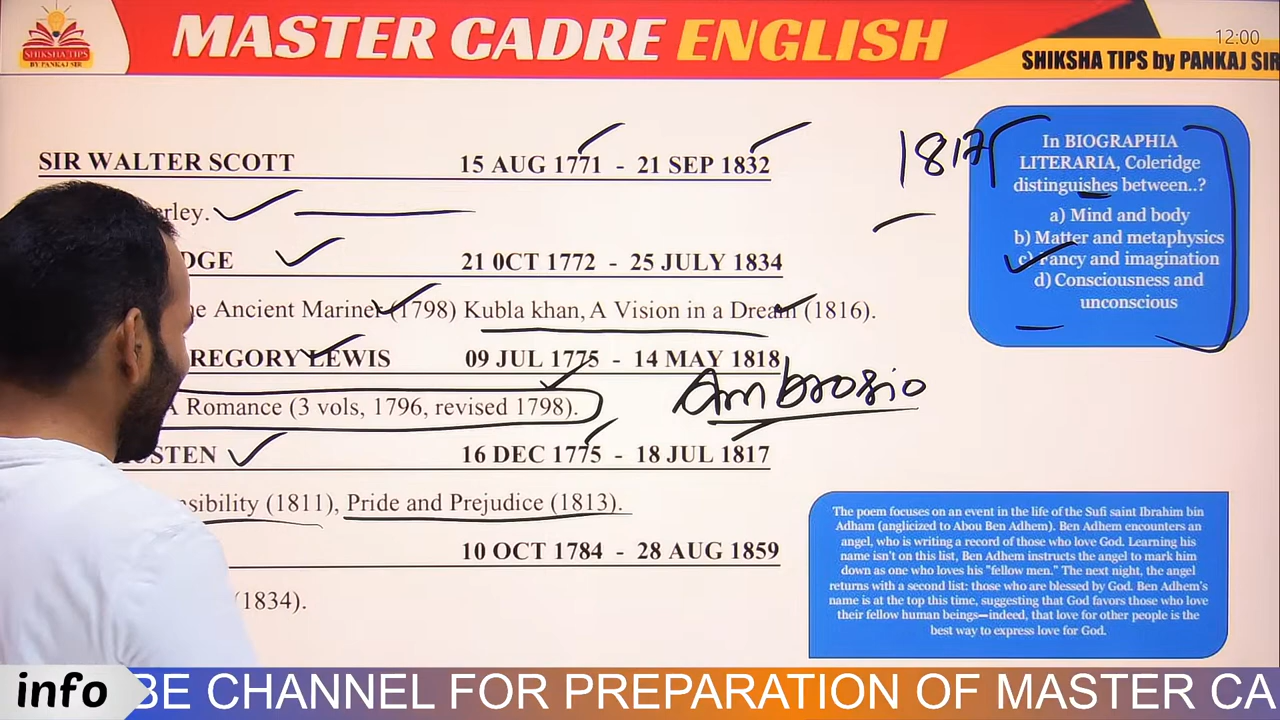 SHIKSHA TIPS
BY PANKAJ SIR
MASTER CADRE ENGLISH
12:00
SHIKSHA TIPS by PANKAJ SIR
SIR WALTER SCOTT 15 AUG 1771 - 21 SEP 1832
erley.
DGE 21 0CT 1772 - 25 JULY 1834
ne Ancient Mariner (1798) Kubla khan, A Vision in a Dream (1816).
REGORY LEWIS 09 JUL 1775 - 14 MAY 1818
Ambrosio
A Romance (3 vols, 1796, revised 1798).
USTEN 16 DEC 1775 - 18 JUL 1817
nsibility (1811), Pride and Prejudice (1813).
10 OCT 1784 - 28 AUG 1859
(1834).
1817
In BIOGRAPHIA
LITERARIA, Coleridge
distinguishes between..?
a) Mind and body
b) Matter and metaphysics
c) Fancy and imagination
d) Consciousness and
unconscious
The poem focuses on an event in the life of the Sufi saint Ibrahim bin
Adham (anglicized to Abou Ben Adhem). Ben Adhem encounters an
angel, who is writing a record of those who love God. Learning his
name isn't on this list, Ben Adhem instructs the angel to mark him
down as one who loves his "fellow men." The next night, the angel
returns with a second list: those who are blessed by God. Ben Adhem's
name is at the top this time, suggesting that God favors those who love
their fellow human beings—indeed, that love for other people is the
best way to express love for God.
info BE CHANNEL FOR PREPARATION OF MASTER CA